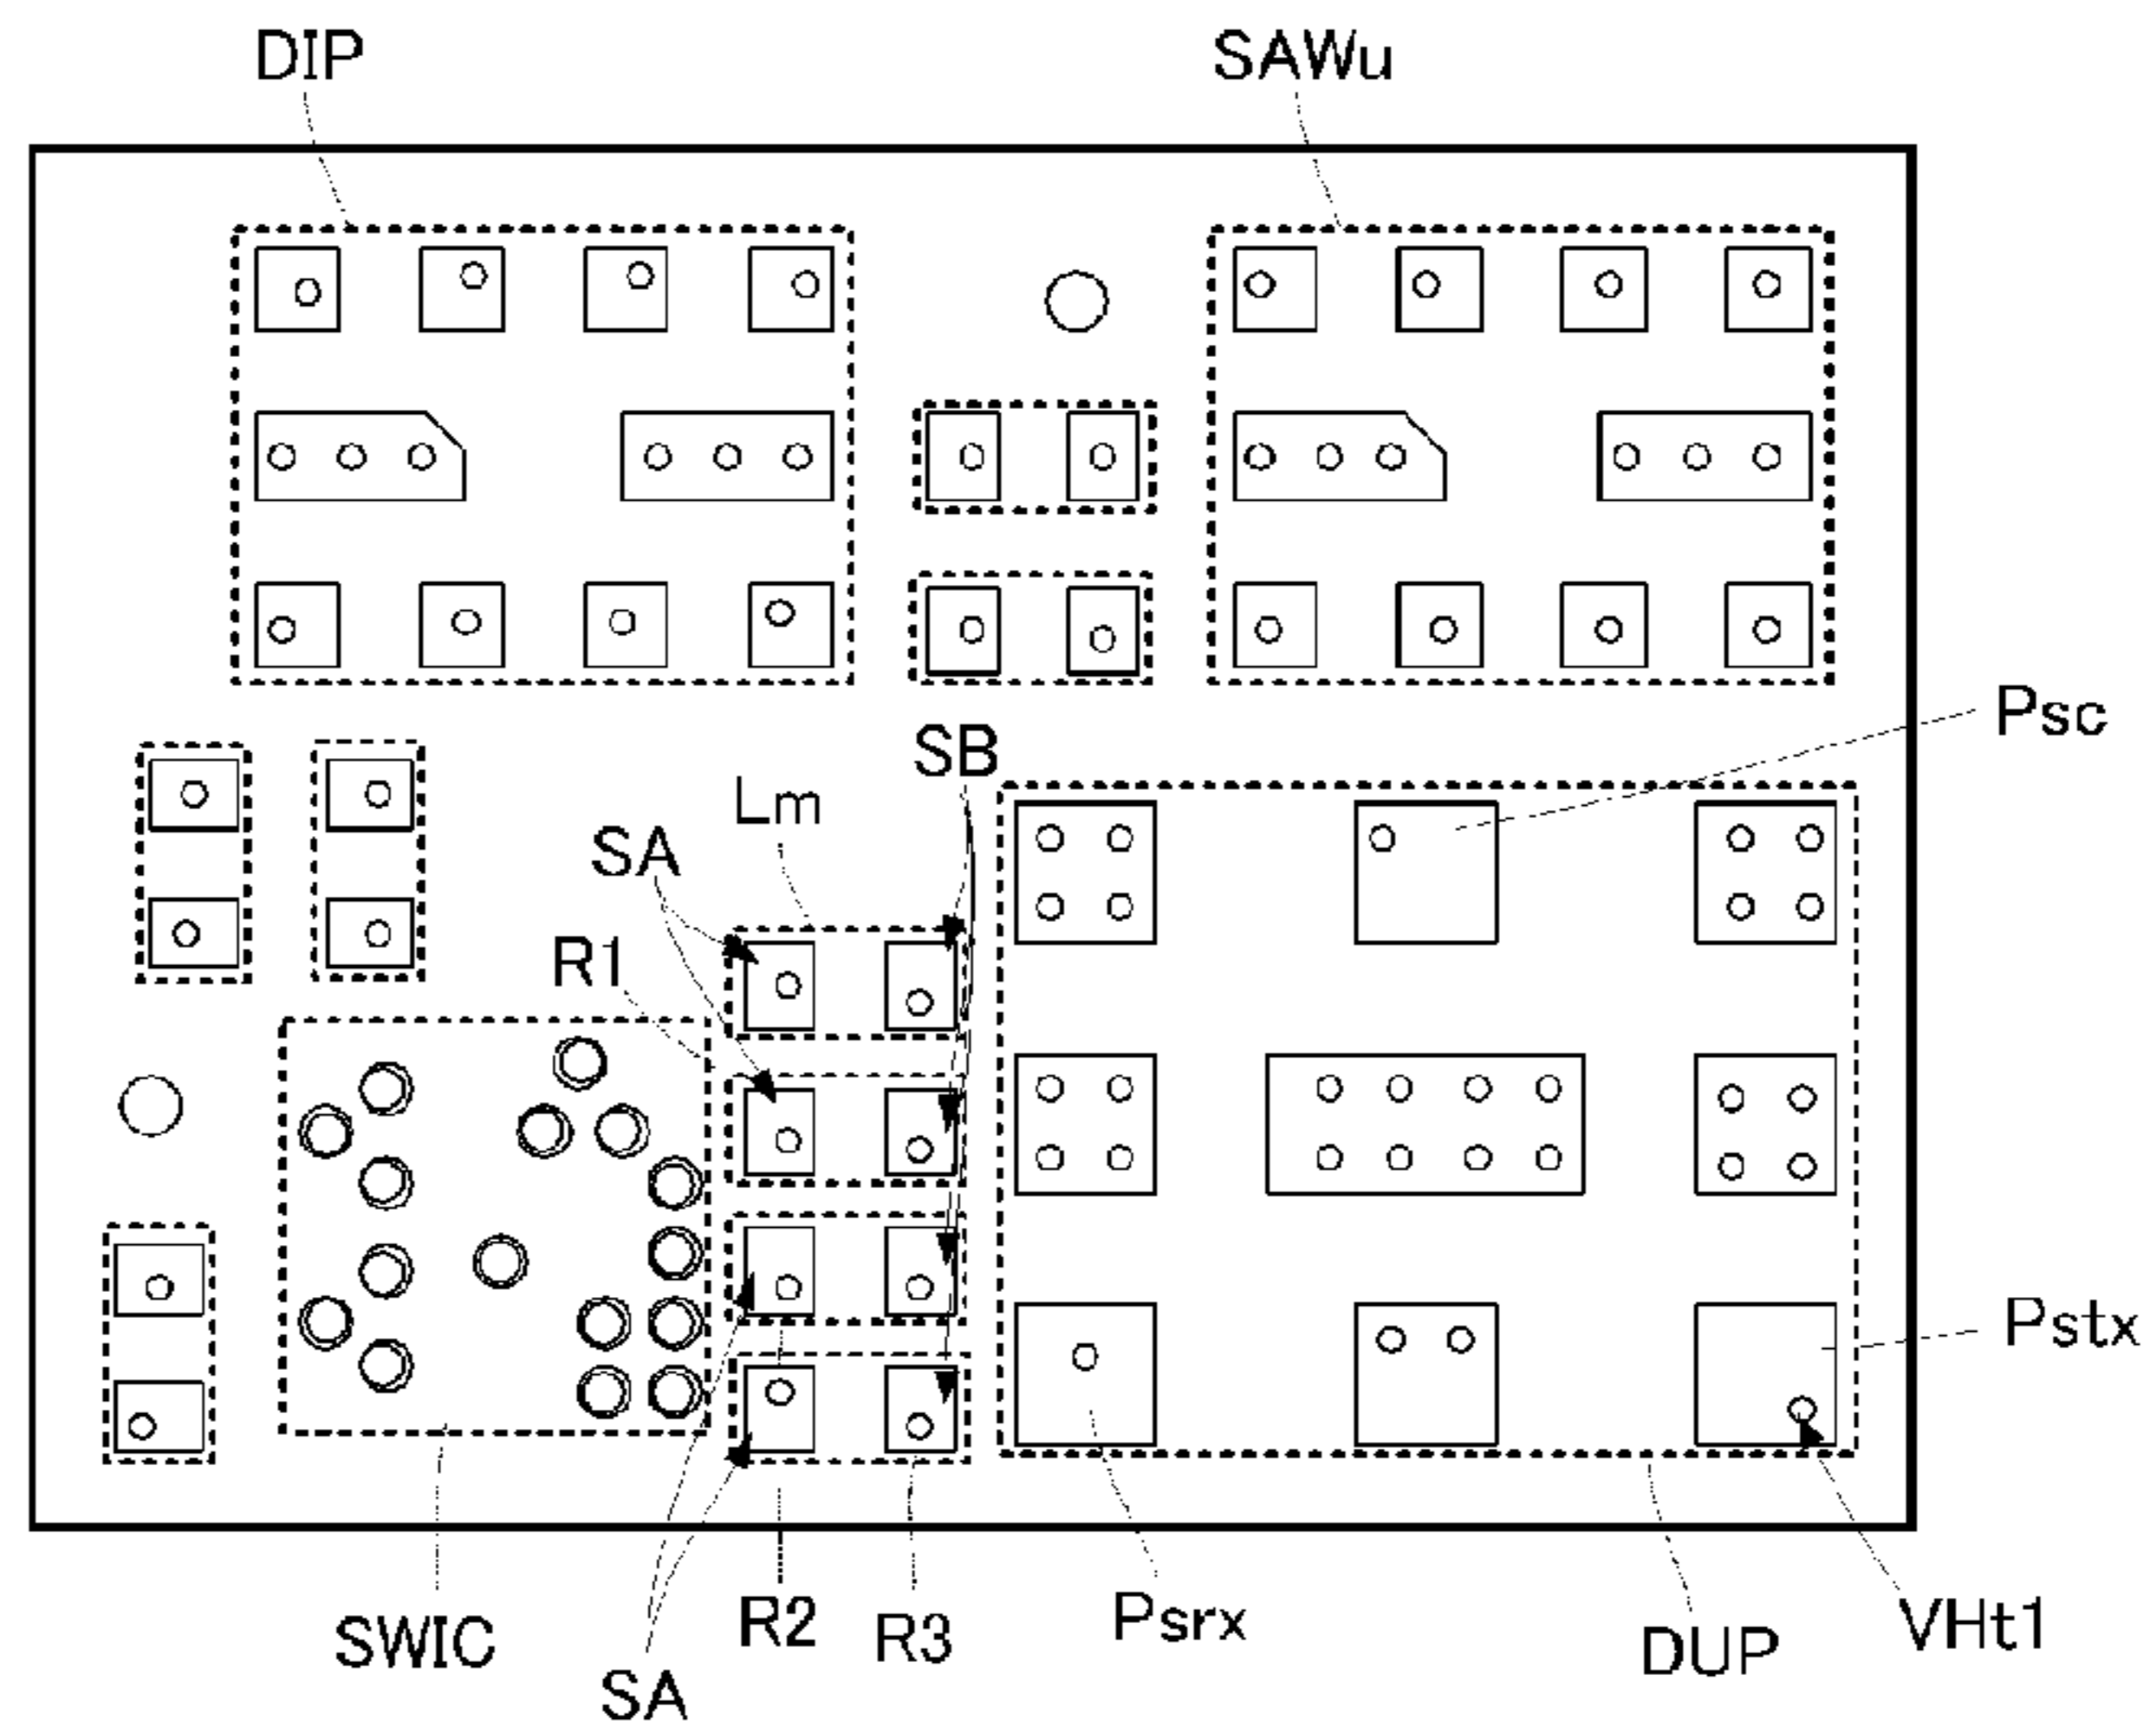 DIP
SAWu
Psc
SB
Lm
SA
R1
Pstx
Psrx
R2
R3
SWIC
DUP
VHt1
SA